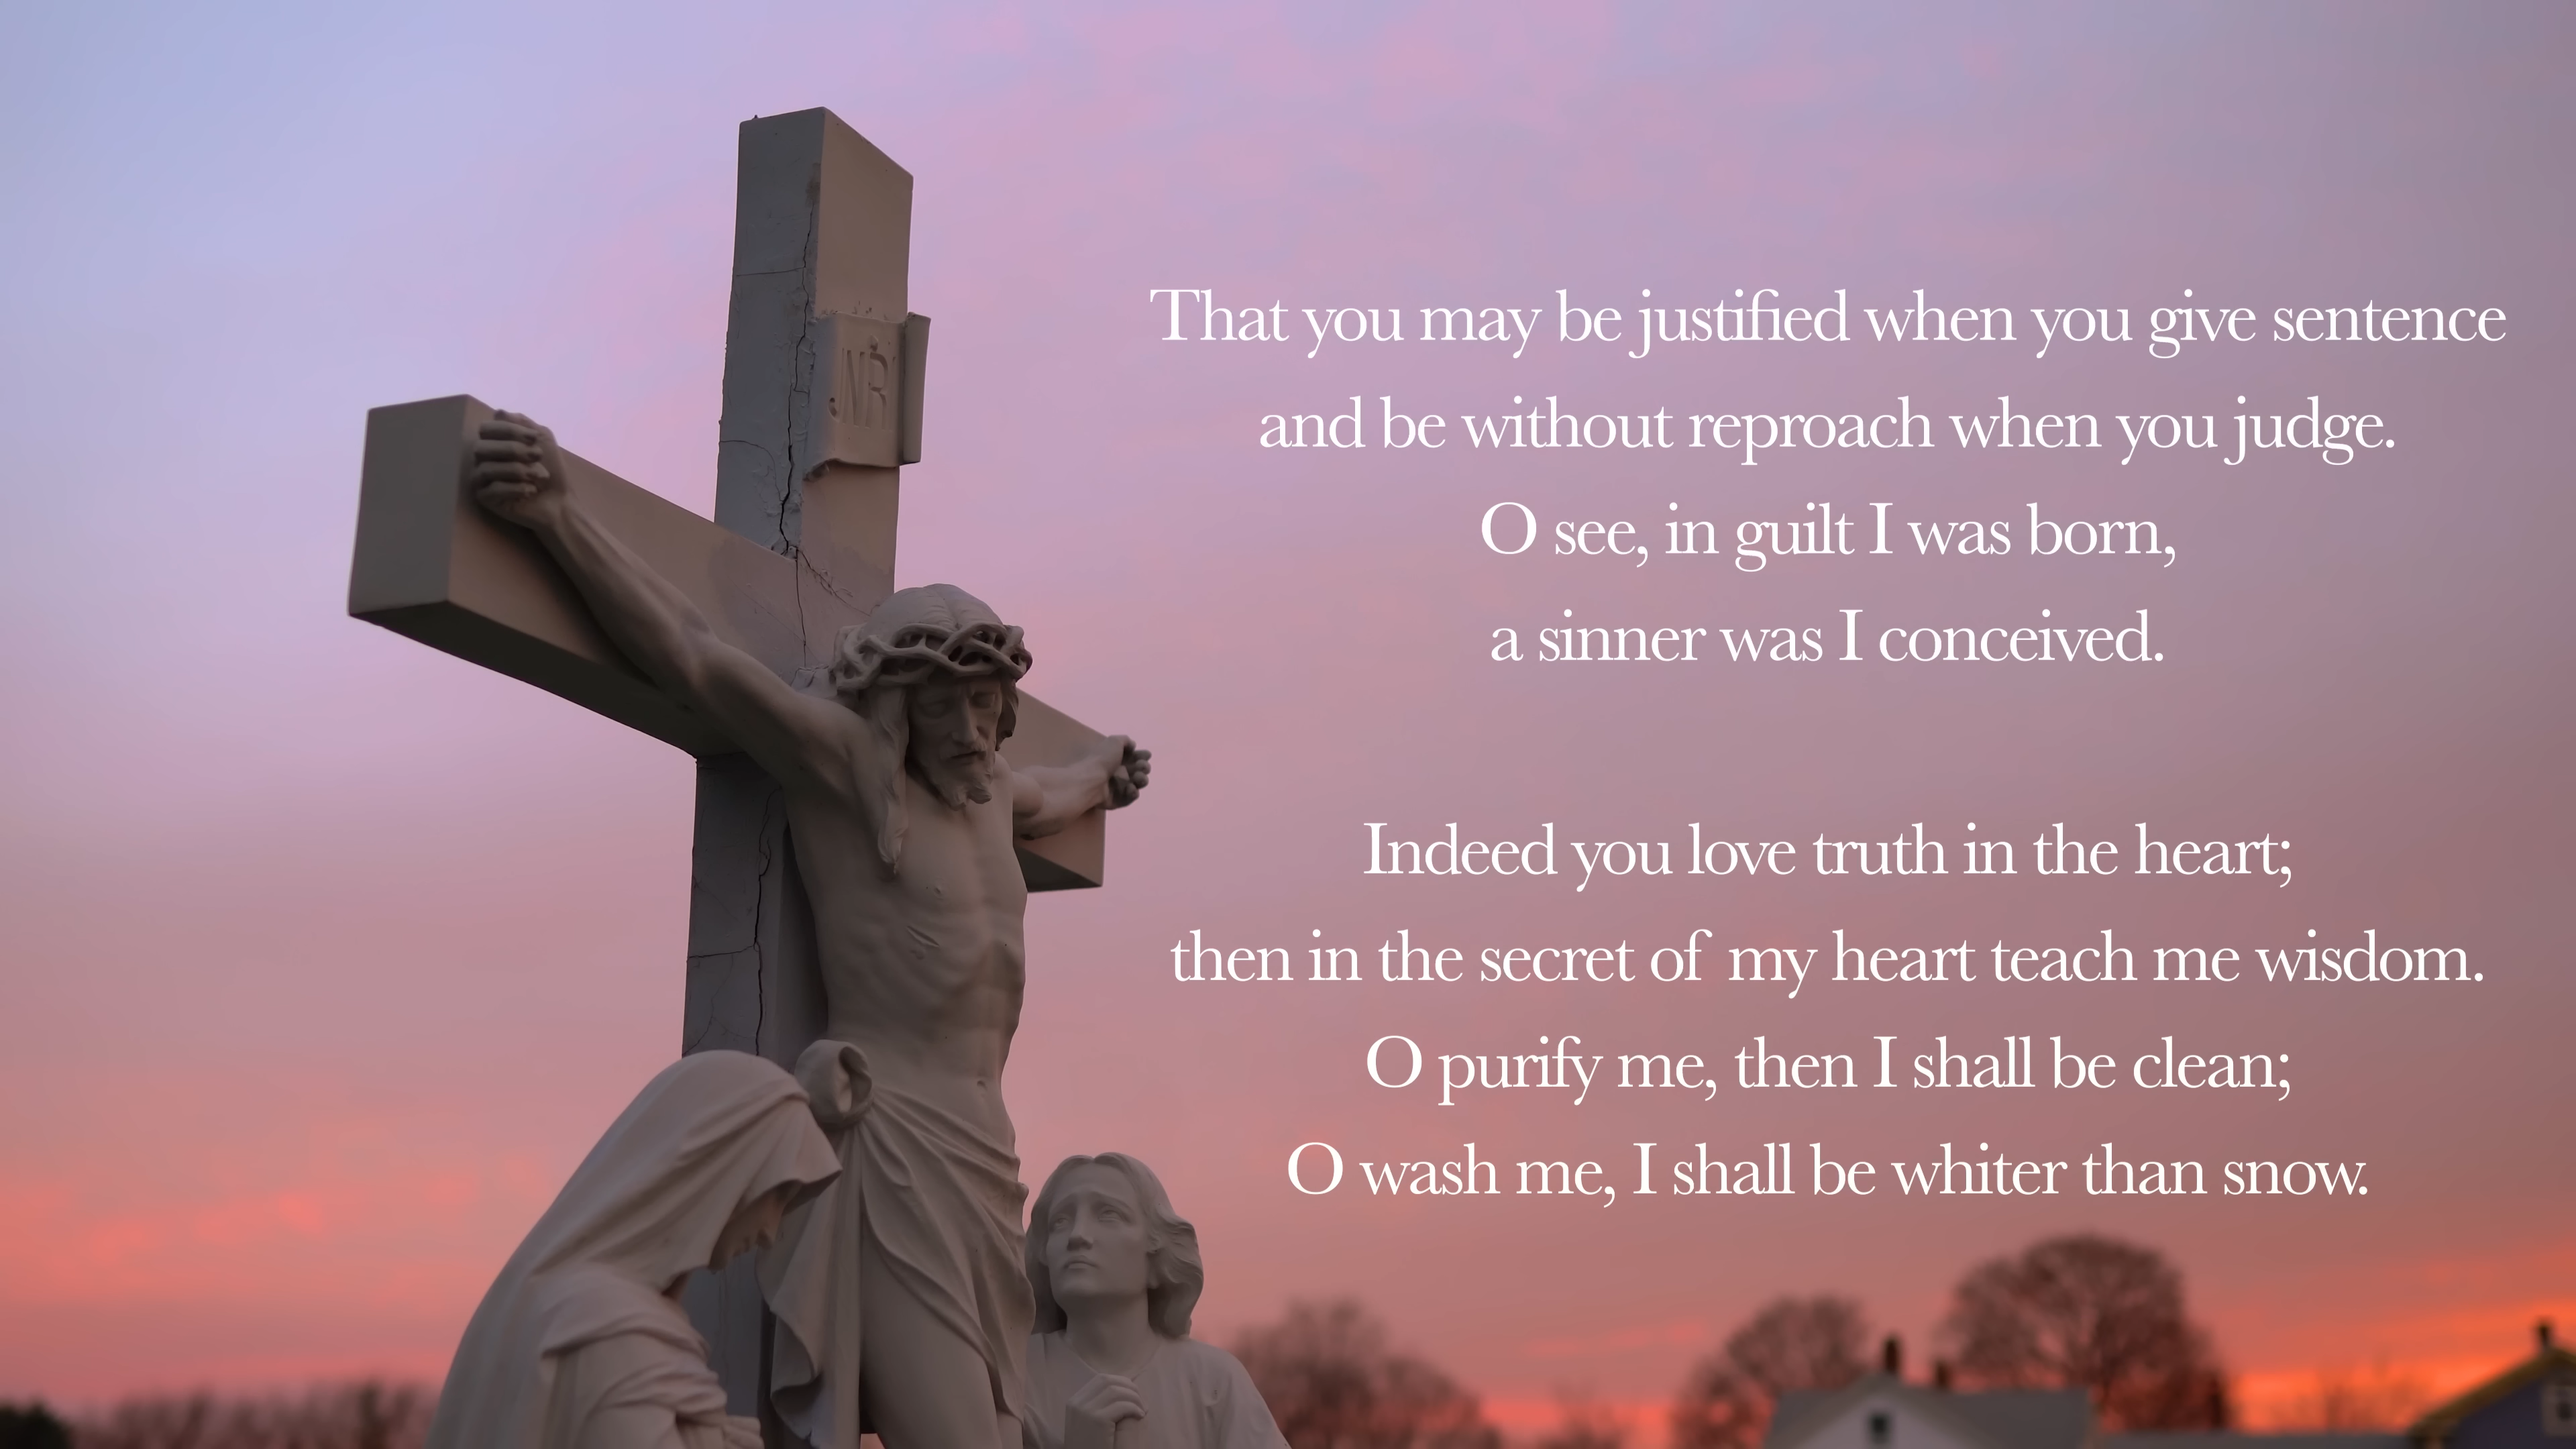 JNRI
That you may be justified when you give sentence
and be without reproach when you judge.
O see, in guilt I was born,
a sinner was I conceived.
Indeed you love truth in the heart;
then in the secret of my heart teach me wisdom.
O purify me, then I shall be clean;
O wash me, I shall be whiter than snow.